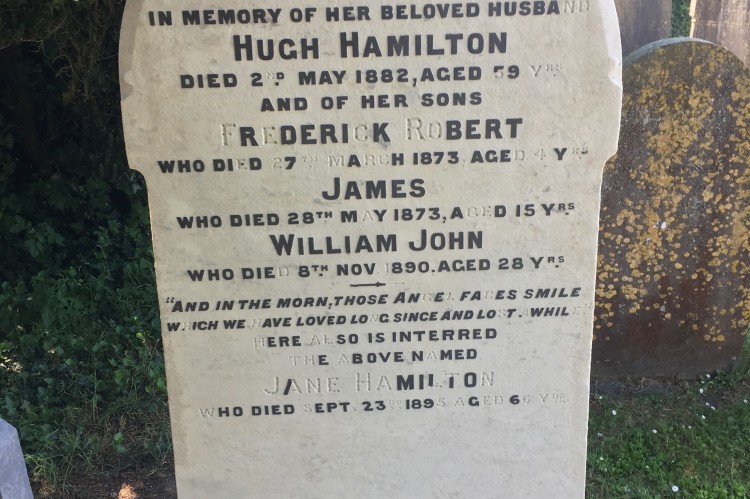 IN MEMORY OF HER BELOVED HUSBAND
HUGH HAMILTON
DIED 2ND MAY 1882, AGED 59 YRS
AND OF HER SONS
FREDERICK ROBERT
WHO DIED 27TH MARCH 1873, AGED 4 YRS
JAMES
WHO DIED 28TH MAY 1873, AGED 15 YRS.
WILLIAM JOHN
WHO DIED 8TH NOV 1890. AGED 28 YRS
"AND IN THE MORN, THOSE ANGEL FACES SMILE
WHICH WE HAVE LOVED LONG SINCE AND LOST AWHILE
HERE ALSO IS INTERRED
THE ABOVE NAMED
JANE HAMILTON
WHO DIED SEPT. 23RD 1895 AGED 66 YRS.